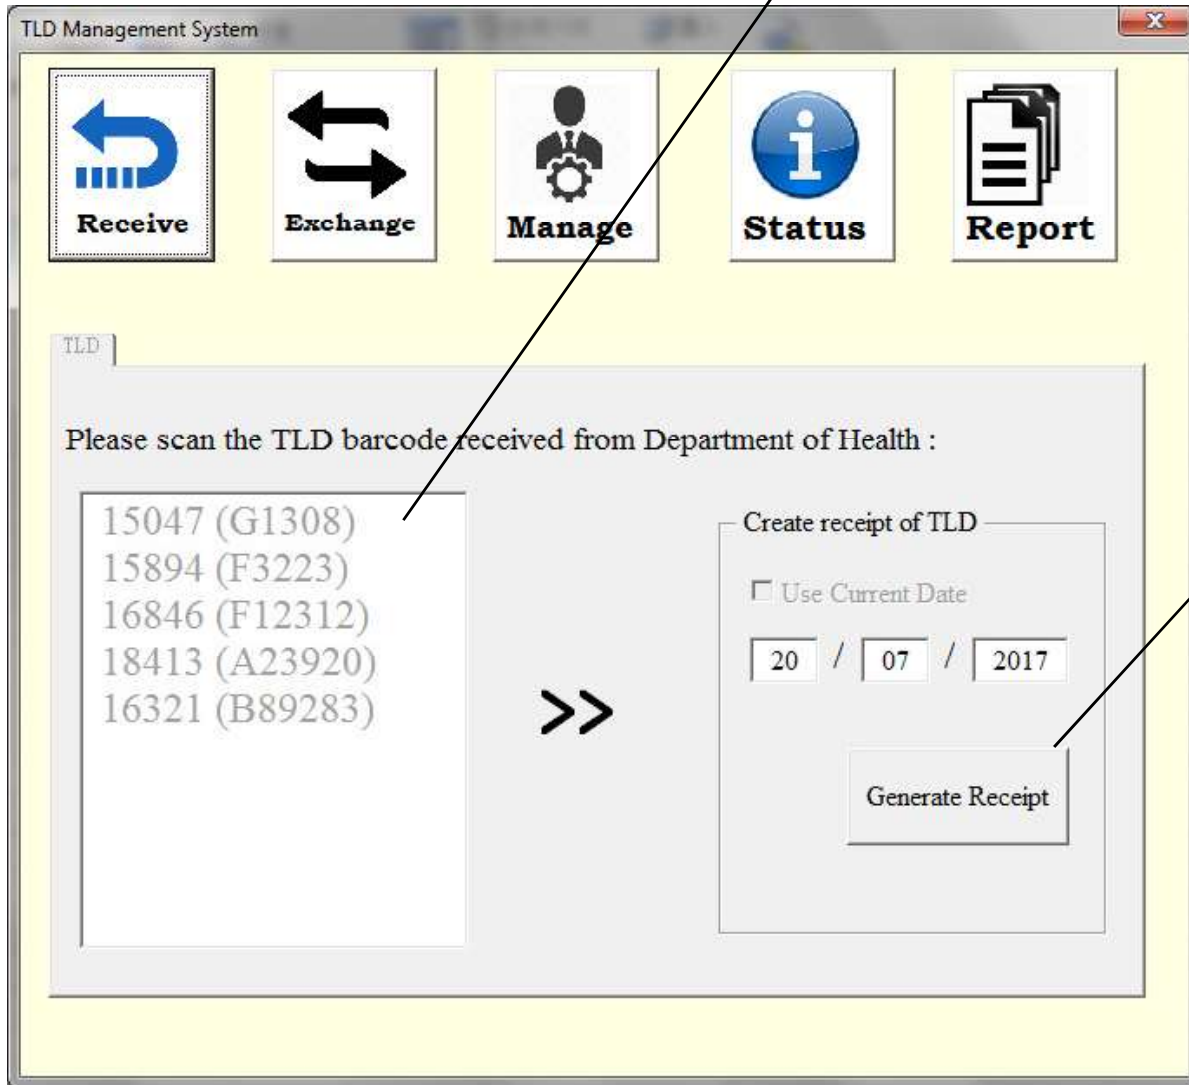 TLD Management System
Receive
Exchange
Manage
Status
Report
TLD
Please scan the TLD barcode received from Department of Health :
15047 (G1308)
15894 (F3223)
16846 (F12312)
18413 (A23920)
16321 (B89283)
>>
Create receipt of TLD
Use Current Date
20 / 07 / 2017
Generate Receipt